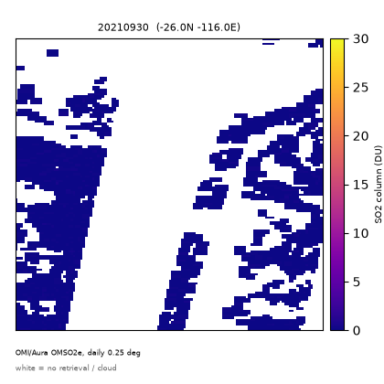 20210930  (-26.0N -116.0E)
30
25
20
15
10
5
0
SO2 column (DU)
OMI/Aura OMSO2e, daily 0.25 deg
white = no retrieval / cloud